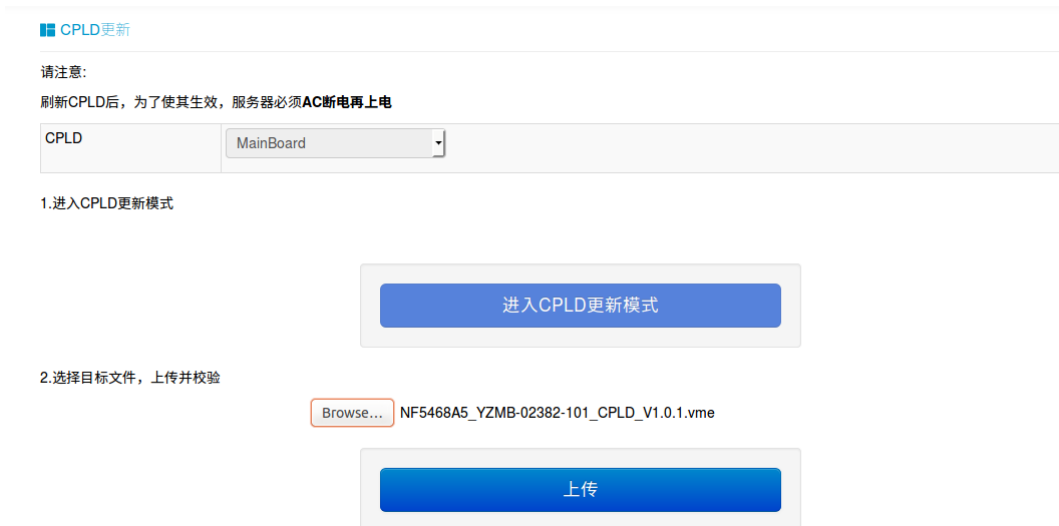 CPLD更新
请注意:
刷新CPLD后，为了使其生效，服务器必须AC断电再上电
CPLD
MainBoard
1.进入CPLD更新模式
进入CPLD更新模式
2.选择目标文件，上传并校验
Browse... NF5468A5_YZMB-02382-101_CPLD_V1.0.1.vme
上传